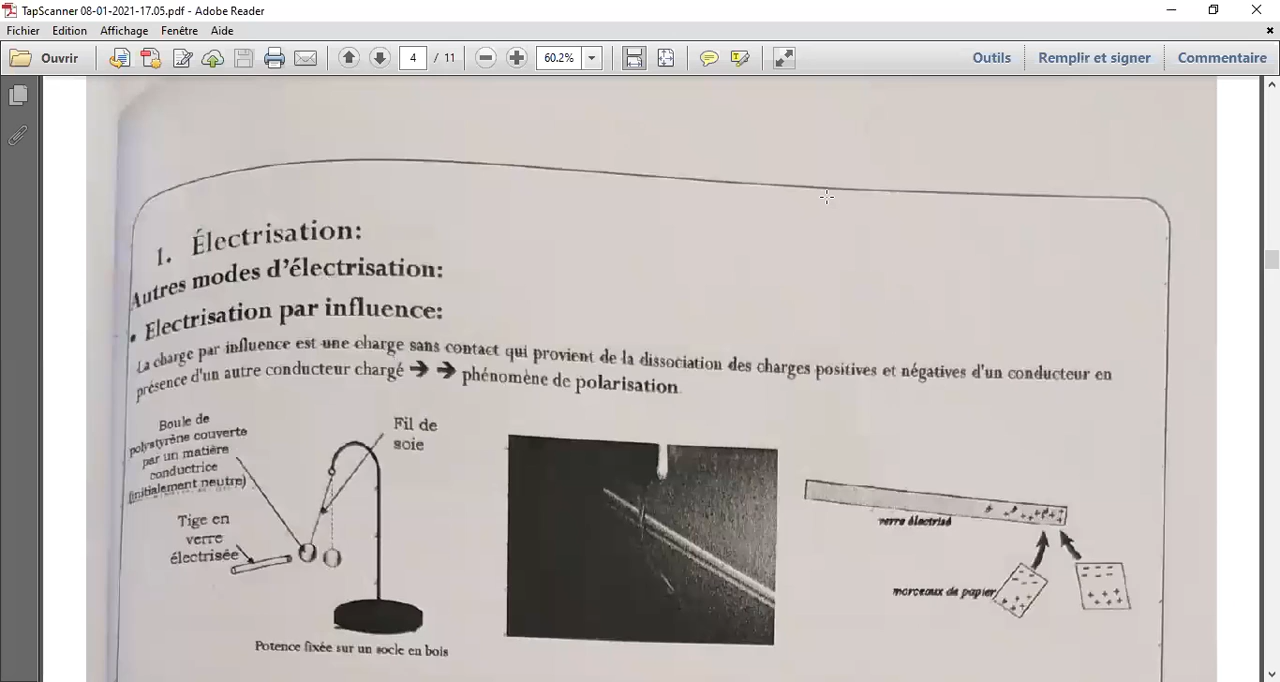 TapScanner 08-01-2021-17.05.pdf - Adobe Reader
Fichier Edition Affichage Fenêtre Aide
Ouvrir 4 / 11 60.2% Outils Remplir et signer Commentaire
1. Électrisation:
Autres modes d'électrisation:
• Electrisation par influence:
La charge par influence est une charge sans contact qui provient de la dissociation des charges positives et négatives d'un conducteur en
présence d'un autre conducteur chargé ➔ ➔ phénomène de polarisation
Boule de
polystyrène couverte
par un matière
conductrice
(initialement neutre)
Fil de
soie
Tige en
verre
électrisée
Potence fixée sur un socle en bois
verre électrisé
morceaux de papier